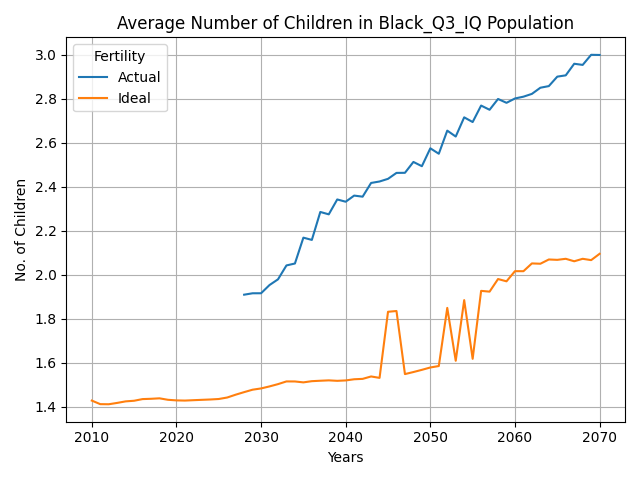 Average Number of Children in Black_Q3_IQ Population
Fertility
Actual
Ideal
No. of Children
3.0
2.8
2.6
2.4
2.2
2.0
1.8
1.6
1.4
2010 2020 2030 2040 2050 2060 2070
Years